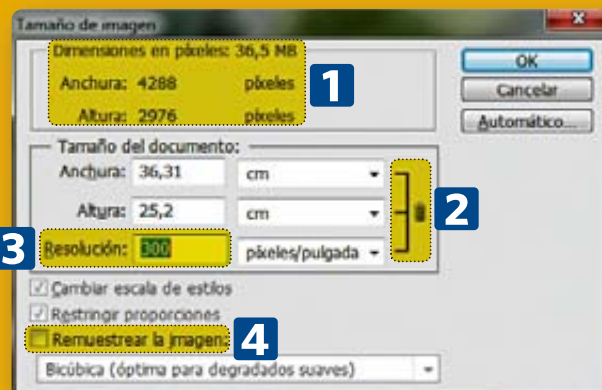 Tamaño de imagen
Dimensiones en píxeles: 36,5 MB
Anchura: 4288 píxeles
Altura: 2976 píxeles
1
OK
Cancelar
Automático...
Tamaño del documento:
Anchura: 36,31 cm
Altura: 25,2 cm
2
3 Resolución: 300 píxeles/pulgada
Cambiar escala de estilos
Restringir proporciones
Remuestrear la imagen: 4
Bicúbica (óptima para degradados suaves)